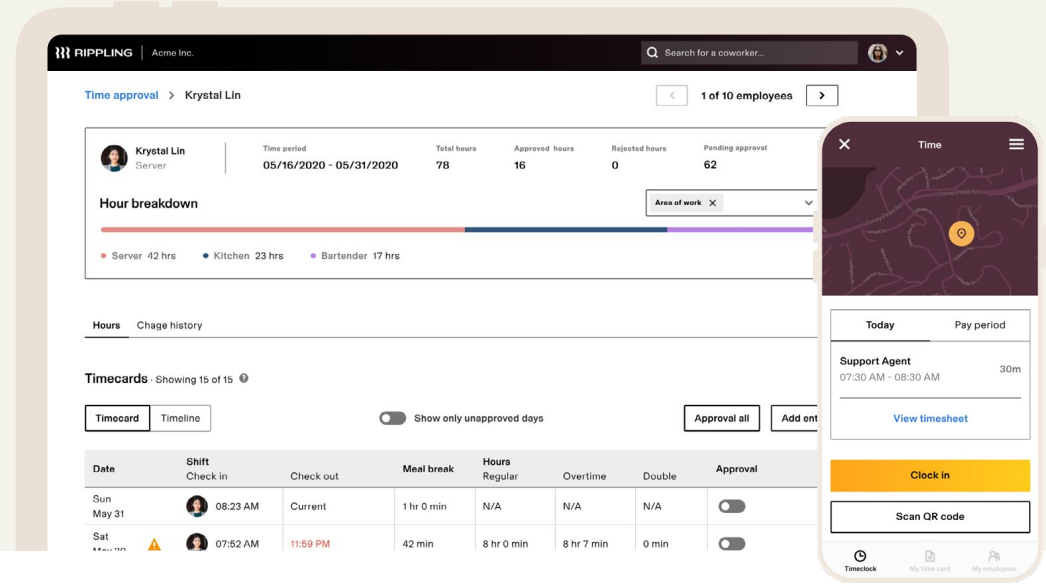 RIPPLING
Acme Inc.
Search for a coworker...
Time approval > Krystal Lin
1 of 10 employees
Krystal Lin
Server
Time period
05/16/2020 - 05/31/2020
Total hours
78
Approved hours
16
Rejected hours
0
Pending approval
62
Hour breakdown
Area of work
Server 42 hrs
Kitchen 23 hrs
Bartender 17 hrs
Hours
Chage history
Timecards · Showing 15 of 15
Timecard
Timeline
Show only unapproved days
Approval all
Add ent
Date
Shift
Check in
Check out
Meal break
Hours
Regular
Overtime
Double
Approval
Sun
May 31
08:23 AM
Current
1 hr 0 min
N/A
N/A
N/A
Sat
May 30
07:52 AM
11:59 PM
42 min
8 hr 0 min
8 hr 7 min
0 min
Time
Today
Pay period
Support Agent
07:30 AM - 08:30 AM
30m
View timesheet
Clock in
Scan QR code
Timeclock
My time card
My employees